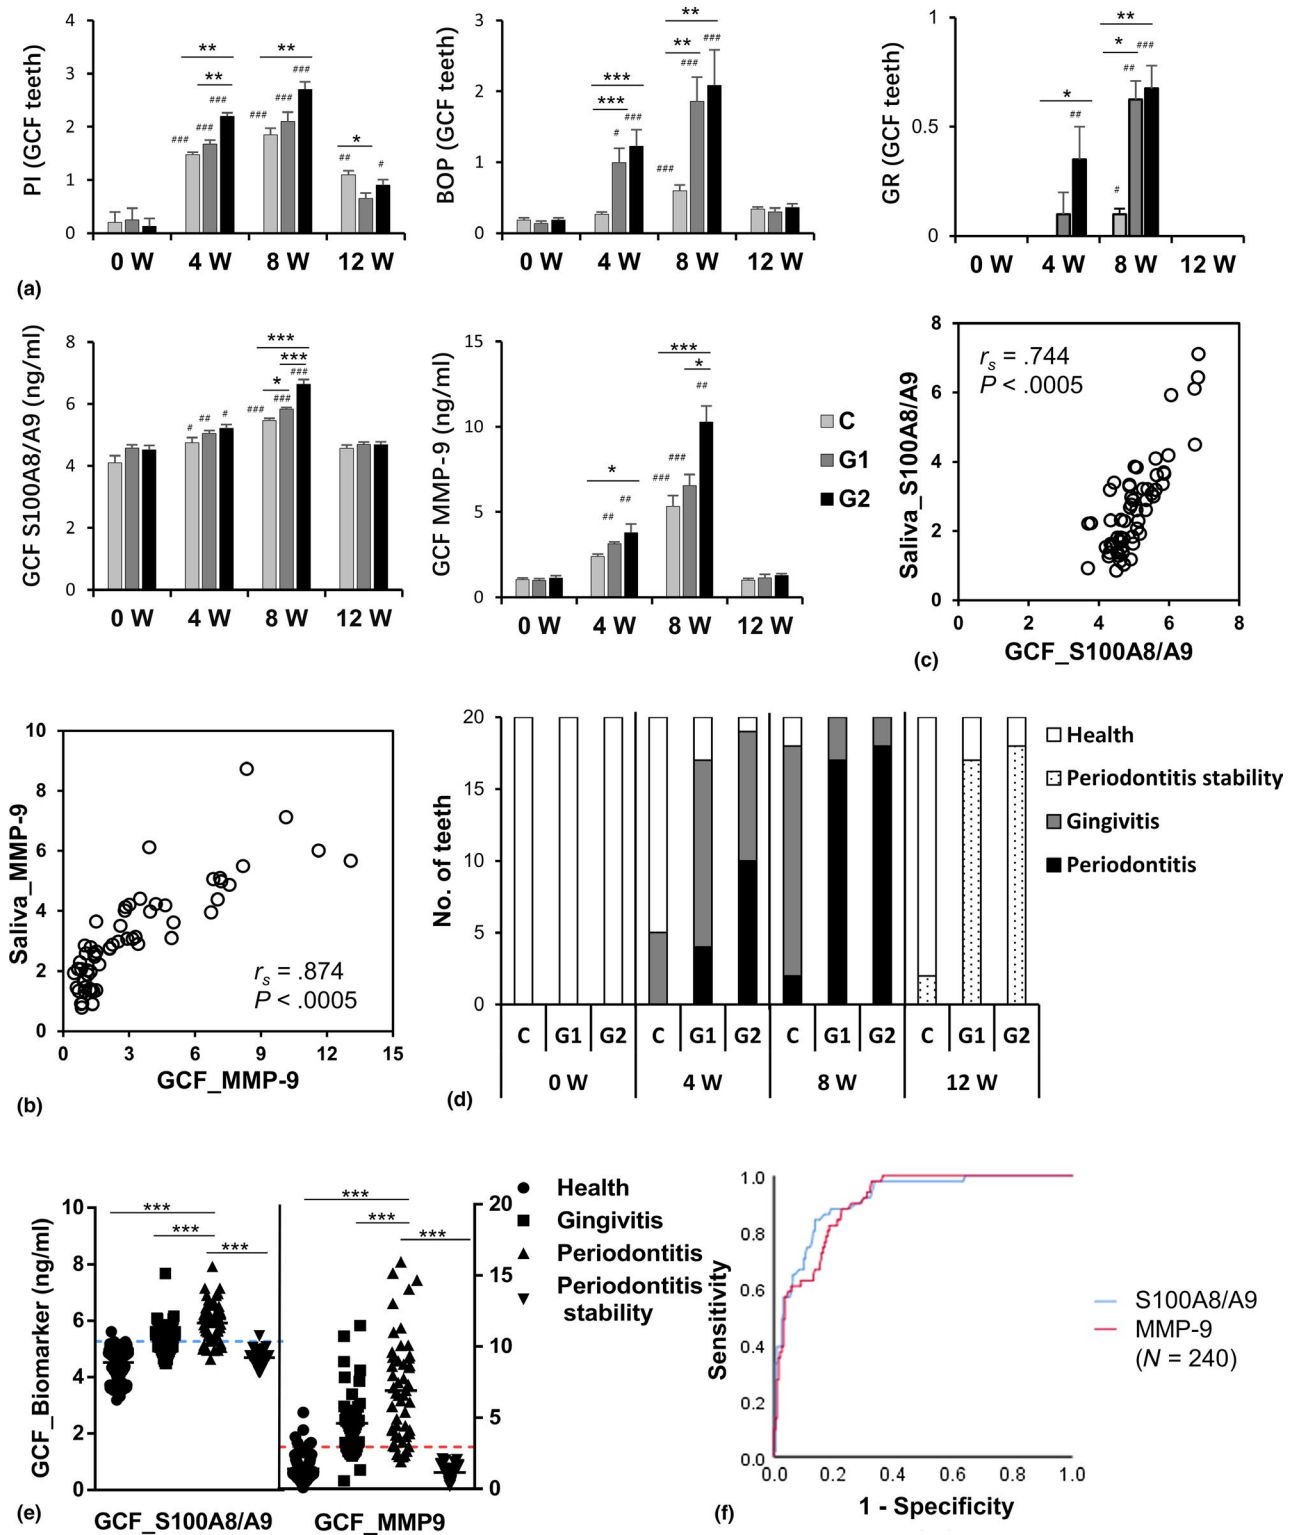 4
3
2
1
0
PI (GCF teeth)
**
**
###
###
###
**
###
###
###
*
##
#
0 W
4 W
8 W
12 W
3
2
1
0
BOP (GCF teeth)
***
***
#
###
**
**
###
###
###
0 W
4 W
8 W
12 W
1
0.5
0
GR (GCF teeth)
*
##
**
*
#
##
###
0 W
4 W
8 W
12 W
(a)
8
6
4
2
0
GCF S100A8/A9 (ng/ml)
#
##
#
***
***
*
###
###
###
0 W
4 W
8 W
12 W
15
10
5
0
GCF MMP-9 (ng/ml)
*
##
##
***
*
###
###
##
0 W
4 W
8 W
12 W
C
G1
G2
8
6
4
2
0
Saliva_S100A8/A9
rs = .744
P < .0005
0
2
4
6
8
GCF_S100A8/A9
(c)
10
8
6
4
2
0
Saliva_MMP-9
rs = .874
P < .0005
0
3
6
9
12
15
GCF_MMP-9
(b)
20
15
10
5
0
No. of teeth
C
G1
G2
C
G1
G2
C
G1
G2
C
G1
G2
0 W
4 W
8 W
12 W
Health
Periodontitis stability
Gingivitis
Periodontitis
(d)
10
8
6
4
2
0
GCF_Biomarker (ng/ml)
***
***
***
***
***
***
20
15
10
5
0
GCF_S100A8/A9
GCF_MMP9
Health
Gingivitis
Periodontitis
Periodontitis
stability
(e)
1.0
0.8
0.6
0.4
0.2
0.0
Sensitivity
0.0
0.2
0.4
0.6
0.8
1.0
1 - Specificity
S100A8/A9
MMP-9
(N = 240)
(f)